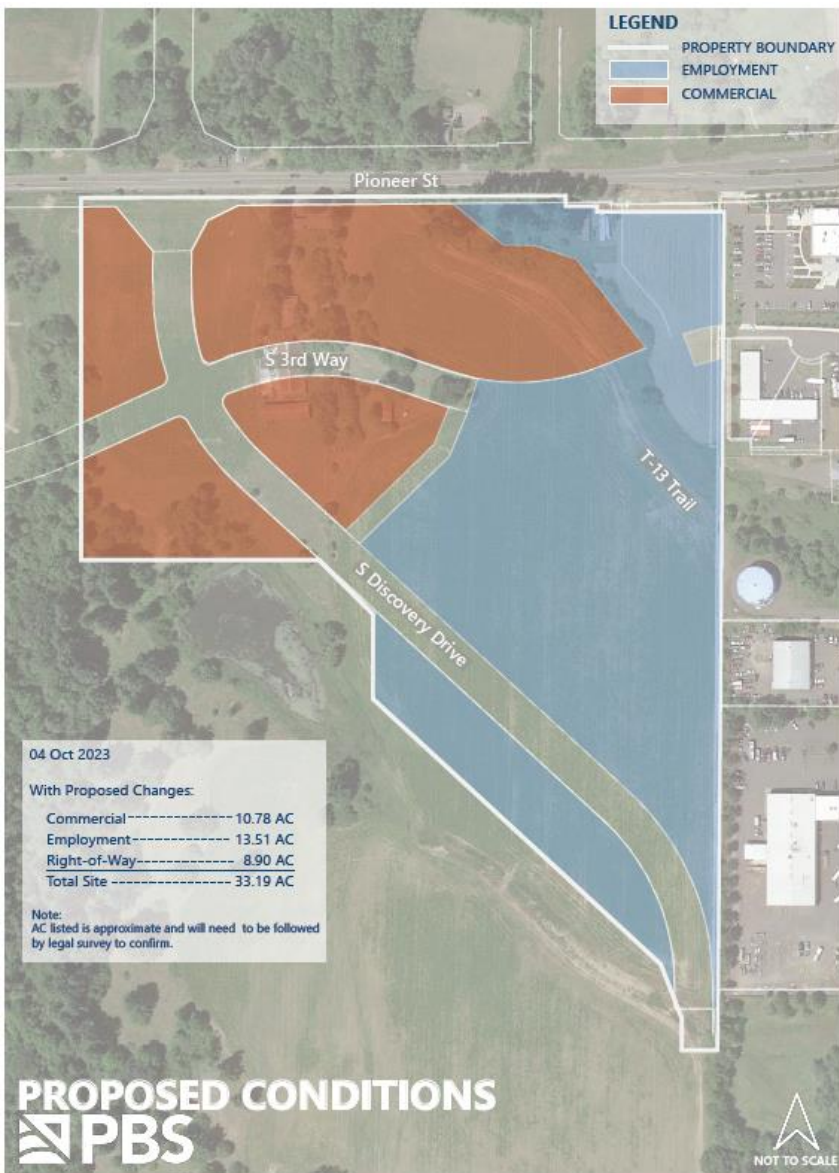 LEGEND
PROPERTY BOUNDARY
EMPLOYMENT
COMMERCIAL
Pioneer St
S 3rd Way
T-13 Trail
S Discovery Drive
04 Oct 2023
With Proposed Changes:
Commercial-------------- 10.78 AC
Employment------------- 13.51 AC
Right-of-Way------------- 8.90 AC
Total Site ---------------- 33.19 AC
Note:
AC listed is approximate and will need to be followed
by legal survey to confirm.
PROPOSED CONDITIONS
PBS
NOT TO SCALE